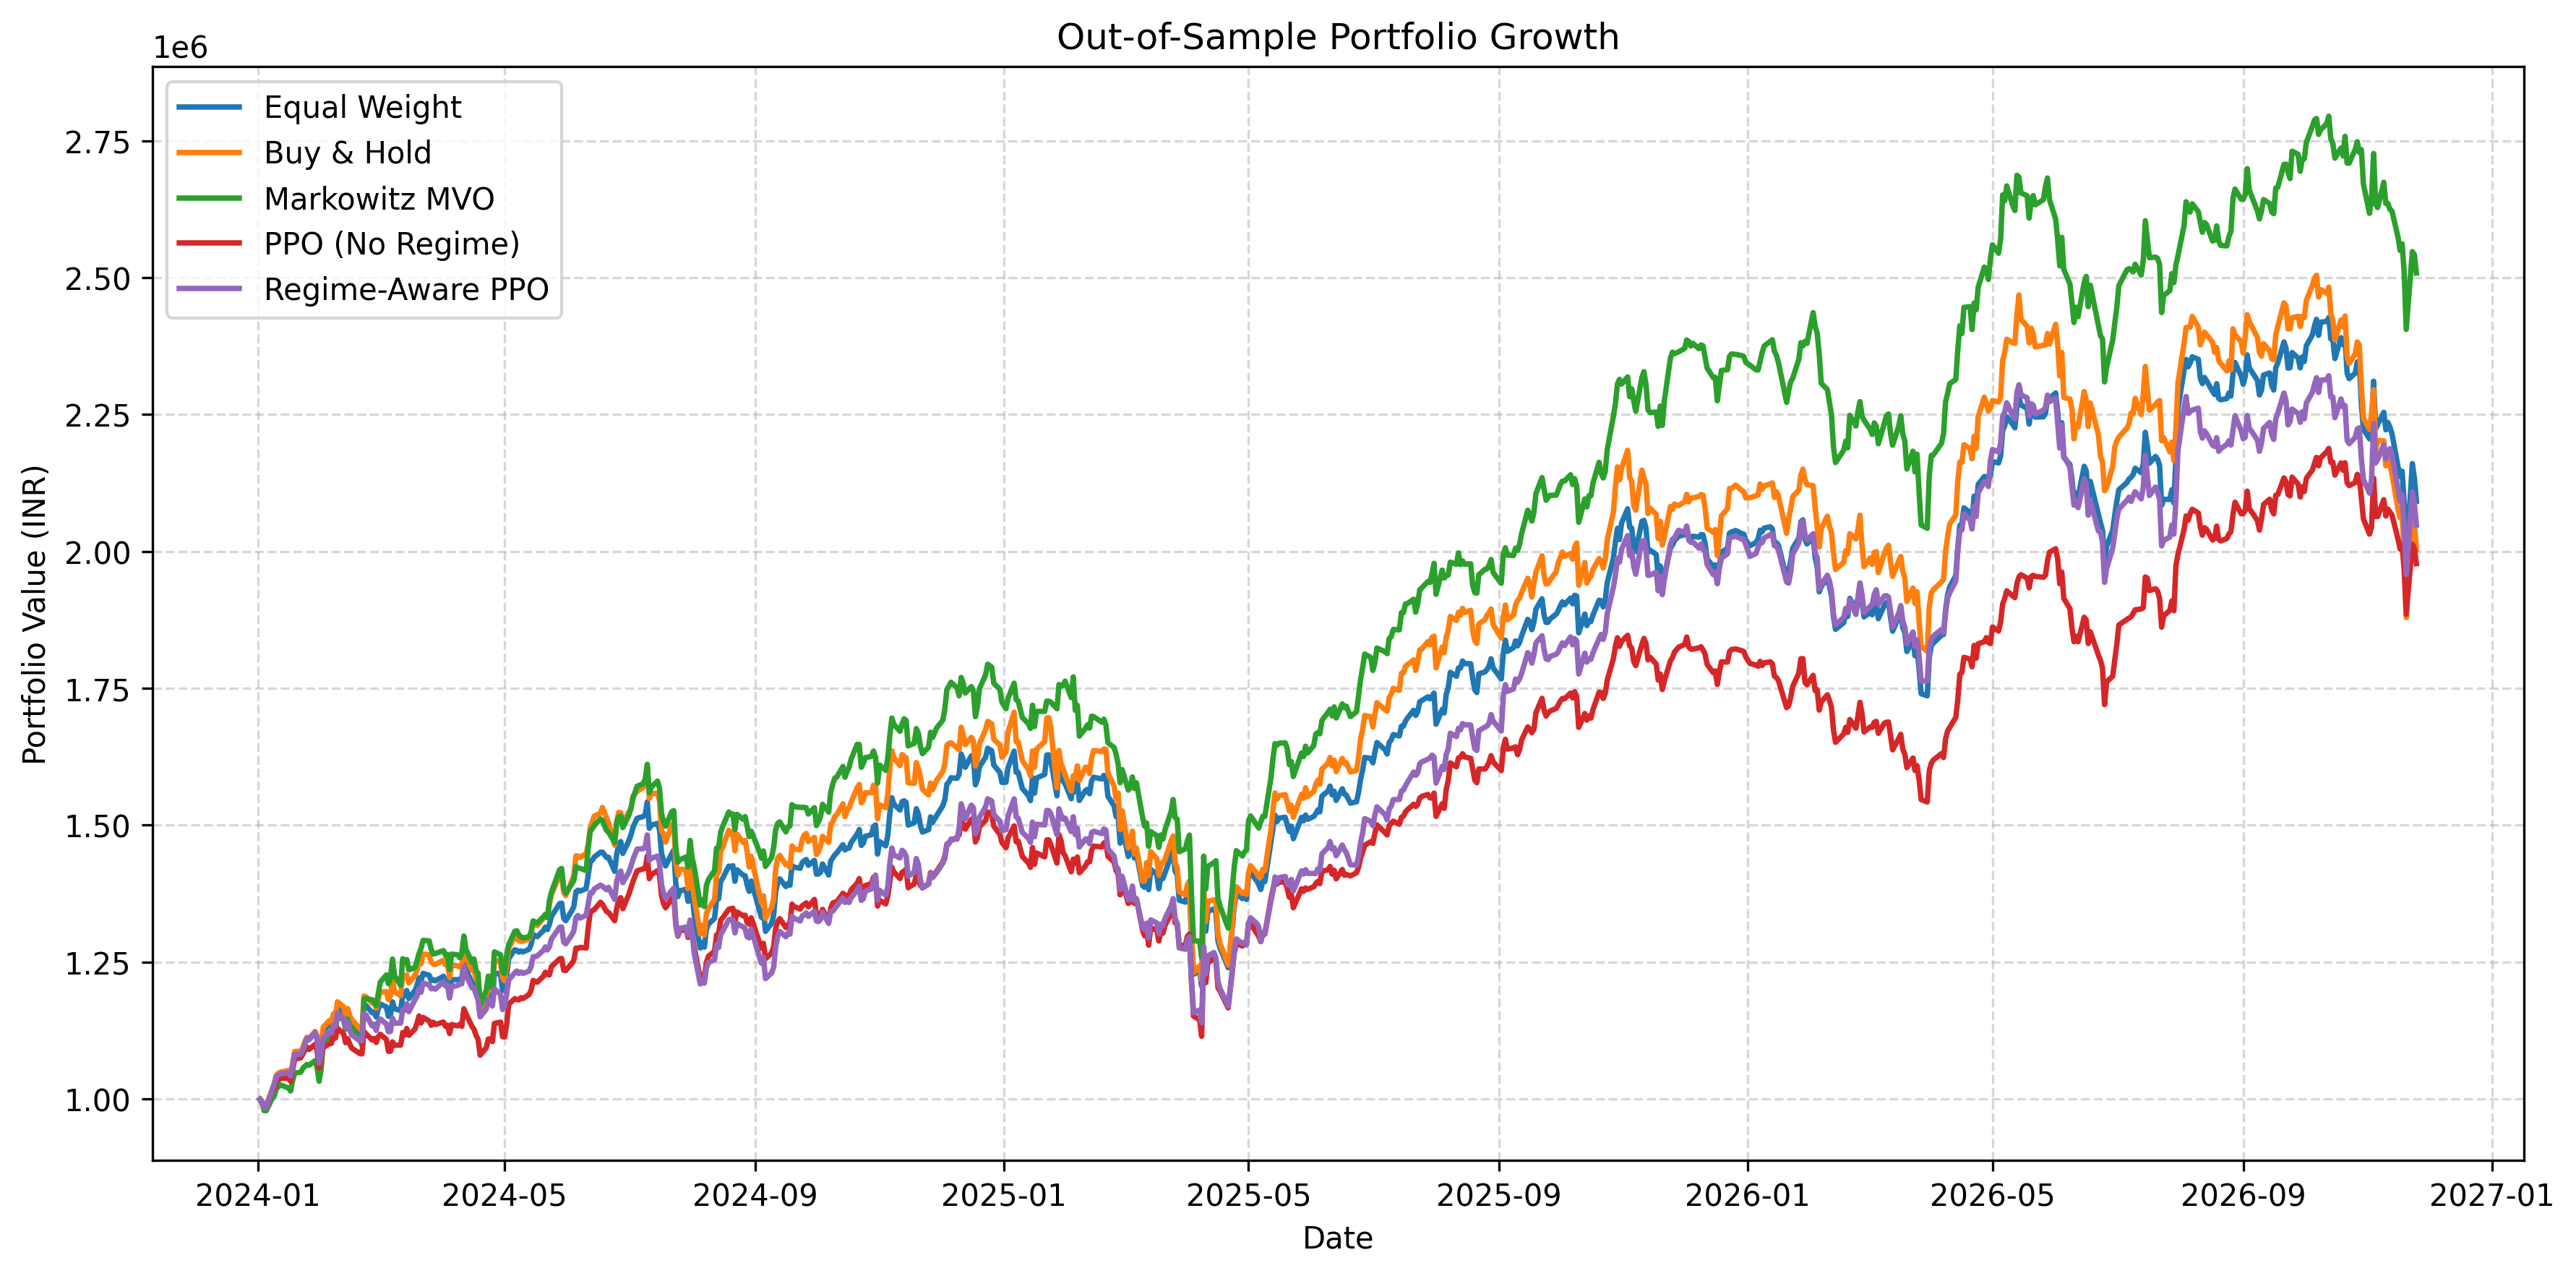 Out-of-Sample Portfolio Growth
1e6
Equal Weight
Buy & Hold
Markowitz MVO
PPO (No Regime)
Regime-Aware PPO
Portfolio Value (INR)
2.75
2.50
2.25
2.00
1.75
1.50
1.25
1.00
2024-01
2024-05
2024-09
2025-01
2025-05
2025-09
2026-01
2026-05
2026-09
2027-01
Date